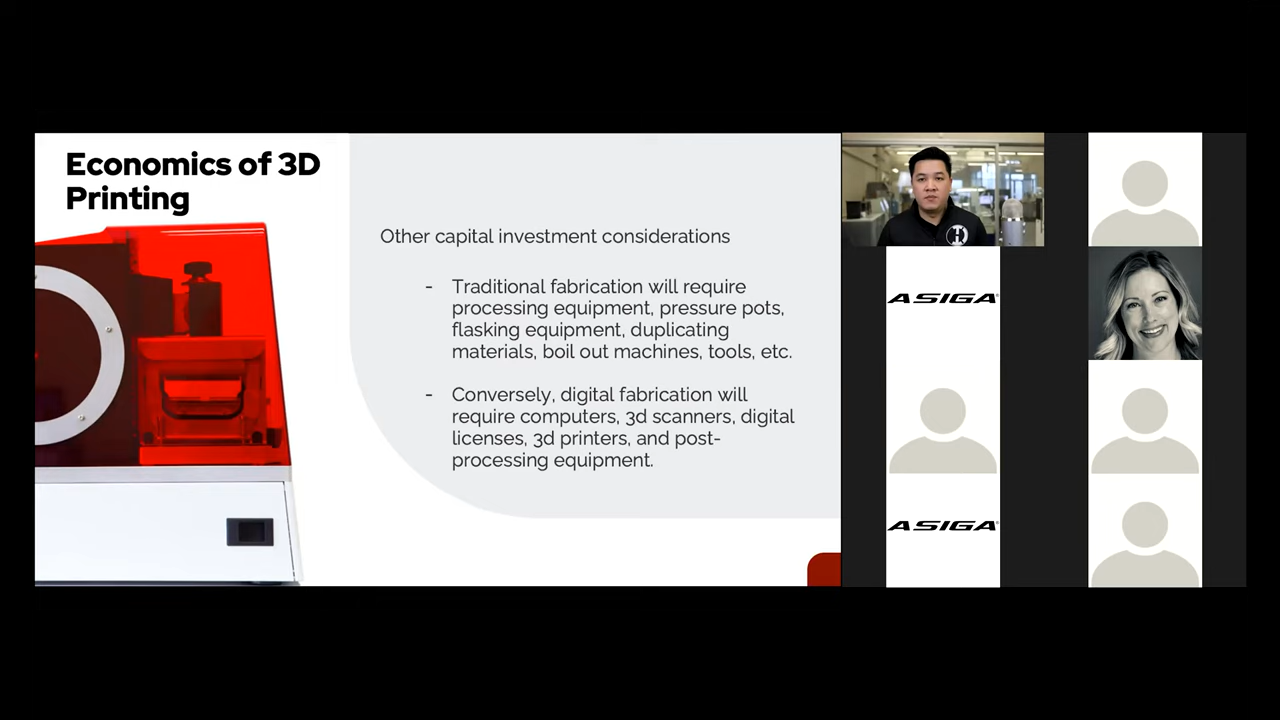 Economics of 3D
Printing
Other capital investment considerations
- Traditional fabrication will require
processing equipment, pressure pots,
flasking equipment, duplicating
materials, boil out machines, tools, etc.
- Conversely, digital fabrication will
require computers, 3d scanners, digital
licenses, 3d printers, and post-
processing equipment.
ASIGA®
ASIGA®